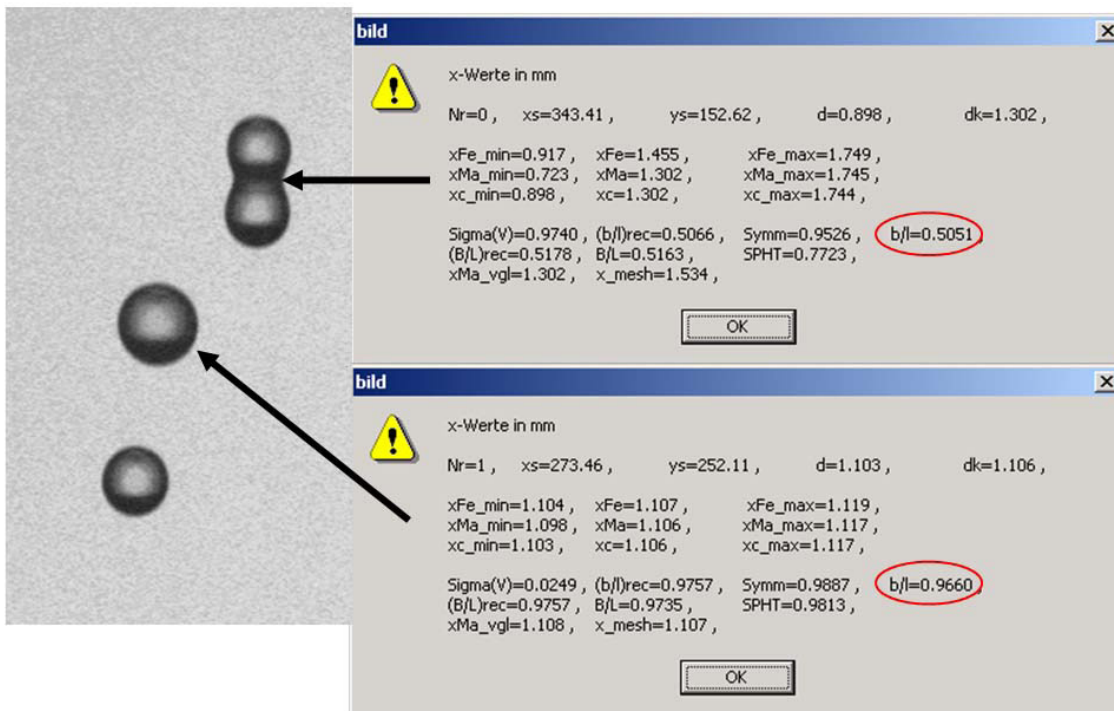 bild
x-Werte in mm
Nr=0 , xs=343.41 , ys=152.62 , d=0.898 , dk=1.302 ,
xFe_min=0.917 , xFe=1.455 , xFe_max=1.749 ,
xMa_min=0.723 , xMa=1.302 , xMa_max=1.745 ,
xc_min=0.898 , xc=1.302 , xc_max=1.744 ,
Sigma(V)=0.9740 , (b/l)rec=0.5066 , Symm=0.9526 , b/l=0.5051 ,
(B/L)rec=0.5178 , B/L=0.5163 , SPHT=0.7723 ,
xMa_vgl=1.302 , x_mesh=1.534 ,
OK
bild
x-Werte in mm
Nr=1 , xs=273.46 , ys=252.11 , d=1.103 , dk=1.106 ,
xFe_min=1.104 , xFe=1.107 , xFe_max=1.119 ,
xMa_min=1.098 , xMa=1.106 , xMa_max=1.117 ,
xc_min=1.103 , xc=1.106 , xc_max=1.117 ,
Sigma(V)=0.0249 , (b/l)rec=0.9757 , Symm=0.9887 , b/l=0.9660 ,
(B/L)rec=0.9757 , B/L=0.9735 , SPHT=0.9813 ,
xMa_vgl=1.108 , x_mesh=1.107 ,
OK